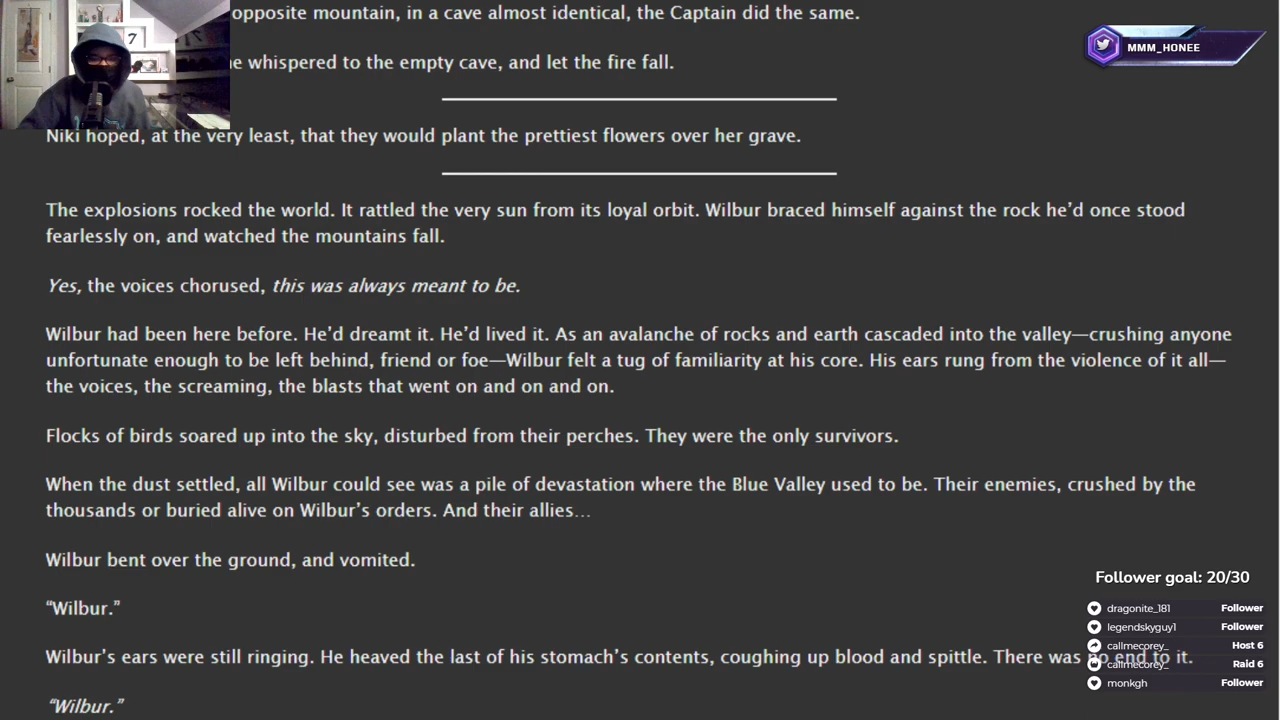 opposite mountain, in a cave almost identical, the Captain did the same.
e whispered to the empty cave, and let the fire fall.
Niki hoped, at the very least, that they would plant the prettiest flowers over her grave.
The explosions rocked the world. It rattled the very sun from its loyal orbit. Wilbur braced himself against the rock he’d once stood
fearlessly on, and watched the mountains fall.
Yes, the voices chorused, this was always meant to be.
Wilbur had been here before. He’d dreamt it. He’d lived it. As an avalanche of rocks and earth cascaded into the valley—crushing anyone
unfortunate enough to be left behind, friend or foe—Wilbur felt a tug of familiarity at his core. His ears rung from the violence of it all—
the voices, the screaming, the blasts that went on and on and on.
Flocks of birds soared up into the sky, disturbed from their perches. They were the only survivors.
When the dust settled, all Wilbur could see was a pile of devastation where the Blue Valley used to be. Their enemies, crushed by the
thousands or buried alive on Wilbur’s orders. And their allies…
Wilbur bent over the ground, and vomited.
“Wilbur.”
Wilbur’s ears were still ringing. He heaved the last of his stomach’s contents, coughing up blood and spittle. There was no end to it.
“Wilbur.”
MMM_HONEE
7
Follower goal: 20/30
dragonite_181 Follower
legendskyguy1 Follower
callmecorey_ Host 6
callmecorey_ Raid 6
monkgh Follower